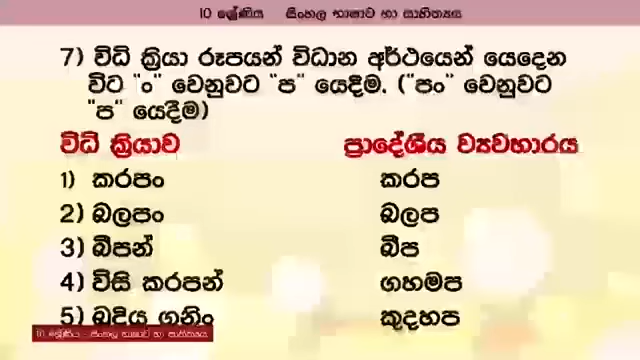 10 ශ්‍රේණිය සිංහල භාෂාව හා සාහිත්‍යය
7) විධි ක්‍රියා රූපයන් විධාන අර්ථයෙන් යෙදෙන
විට "ං" වෙනුවට "ප" යෙදීම. ("පං" වෙනුවට
"ප" යෙදීම)
විධි ක්‍රියාව ප්‍රාදේශීය ව්‍යවහාරය
1) කරපං කරප
2) බලපං බලප
3) බීපන් බීප
4) විසි කරපන් ගහමප
5) ඛදිය ගනිං කුදහප
10 ශ්‍රේණිය - සිංහල භාෂාව හා සාහිත්‍යය